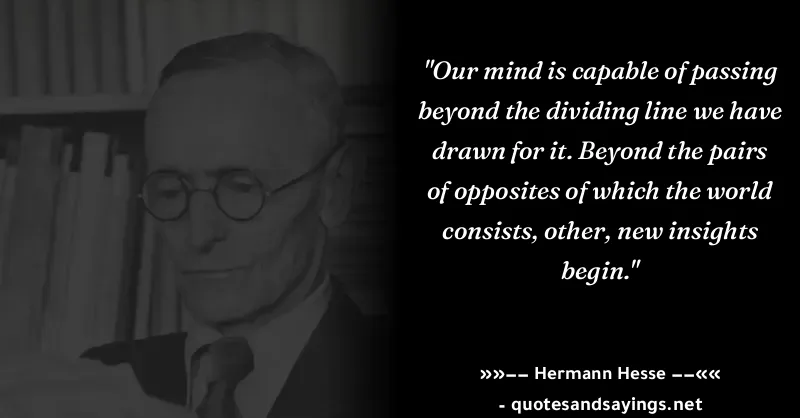 "Our mind is capable of passing
beyond the dividing line we have
drawn for it. Beyond the pairs
of opposites of which the world
consists, other, new insights
begin."
»»–– Hermann Hesse ––««
- quotesandsayings.net